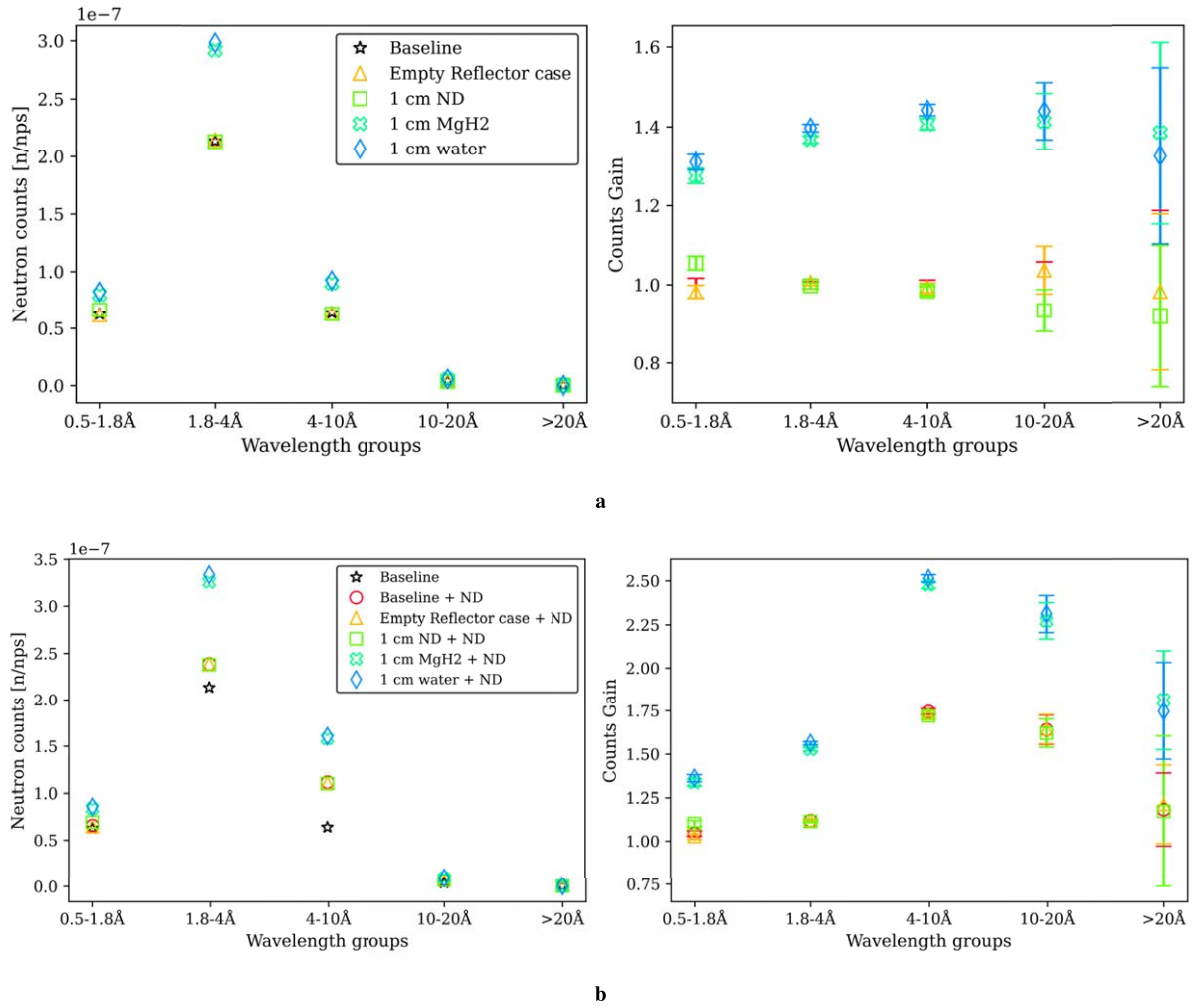 1e−7
3.0
2.5
2.0
1.5
1.0
0.5
0.0
Neutron counts [n/nps]
Baseline
Empty Reflector case
1 cm ND
1 cm MgH2
1 cm water
0.5-1.8Å 1.8-4Å 4-10Å 10-20Å >20Å
Wavelength groups
1.6
1.4
1.2
1.0
0.8
Counts Gain
0.5-1.8Å 1.8-4Å 4-10Å 10-20Å >20Å
Wavelength groups
a
1e−7
3.5
3.0
2.5
2.0
1.5
1.0
0.5
0.0
Neutron counts [n/nps]
Baseline
Baseline + ND
Empty Reflector case + ND
1 cm ND + ND
1 cm MgH2 + ND
1 cm water + ND
0.5-1.8Å 1.8-4Å 4-10Å 10-20Å >20Å
Wavelength groups
2.50
2.25
2.00
1.75
1.50
1.25
1.00
0.75
Counts Gain
0.5-1.8Å 1.8-4Å 4-10Å 10-20Å >20Å
Wavelength groups
b